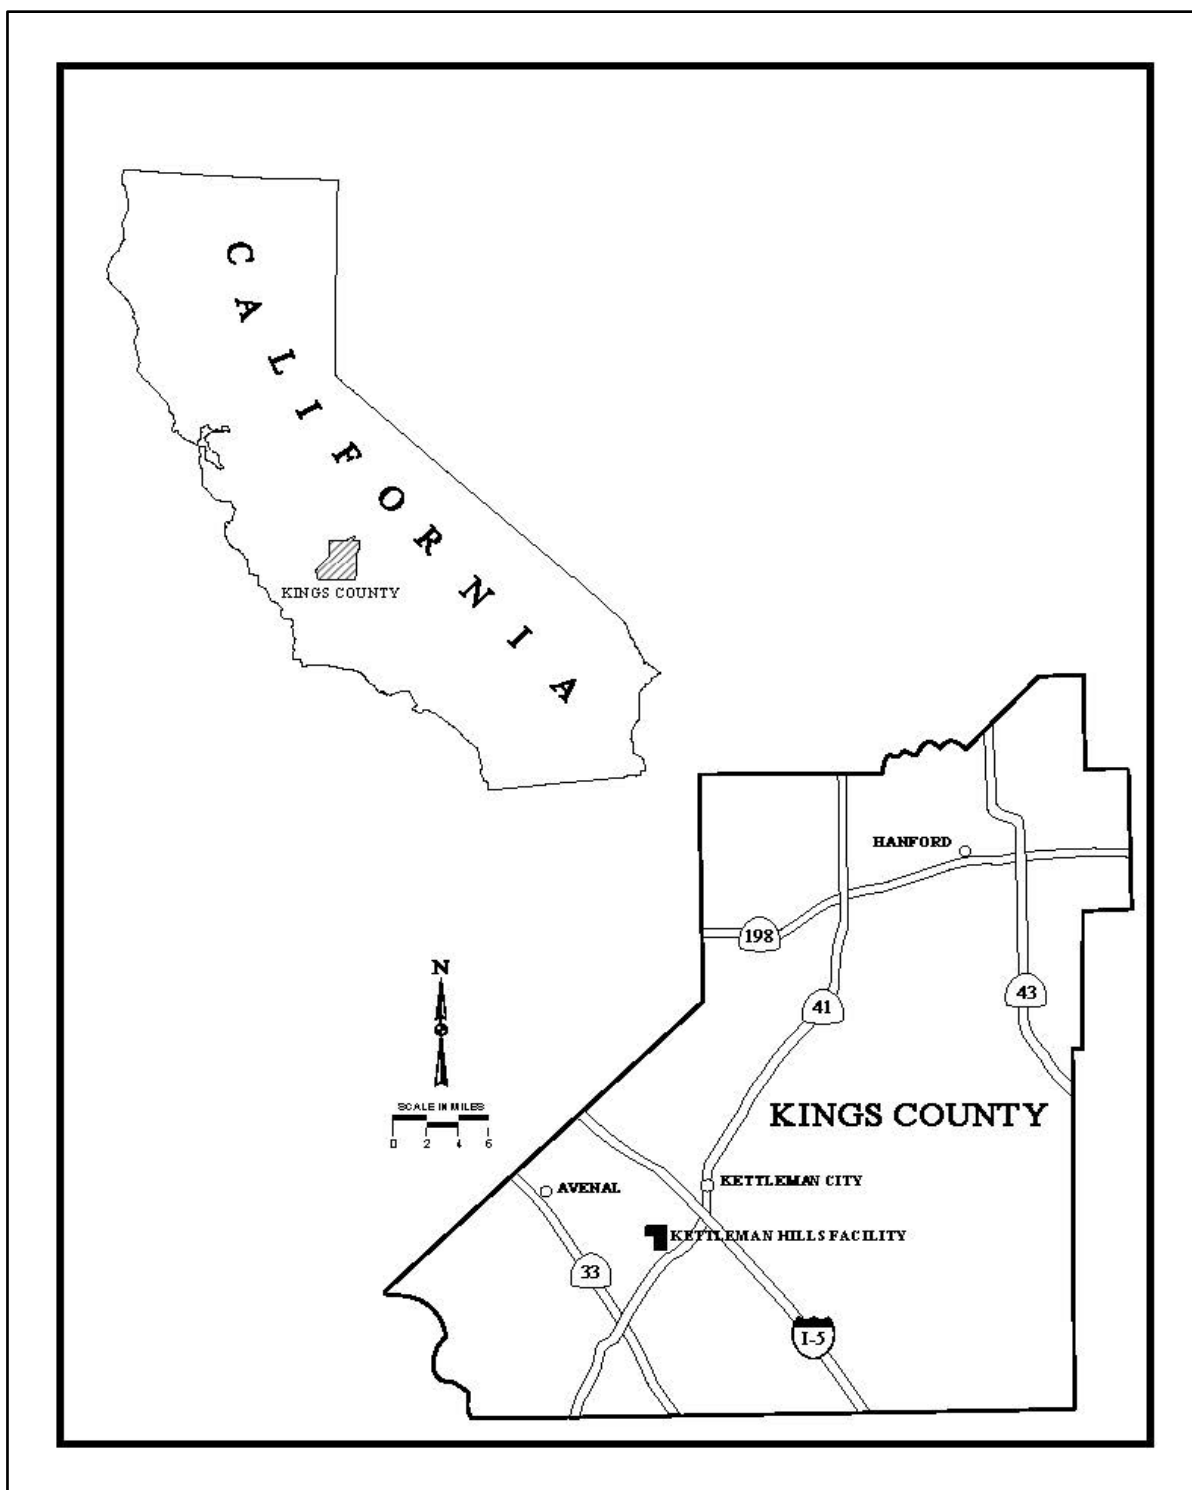 CALIFORNIA
KINGS COUNTY
HANFORD
198
N
41
43
SCALE IN MILES
0 2 4 6
KINGS COUNTY
KETTLEMAN CITY
AVENAL
KETTLEMAN HILLS FACILITY
33
I-5